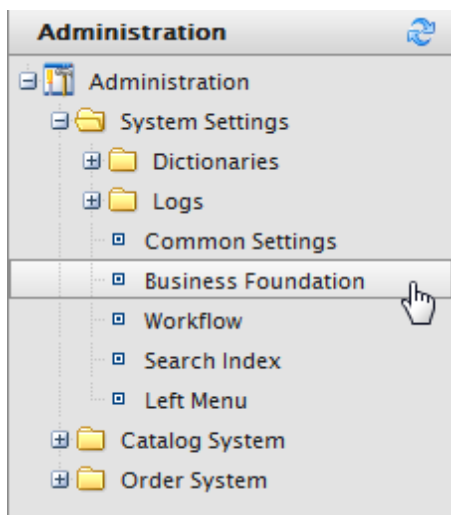 Administration
Administration
System Settings
Dictionaries
Logs
Common Settings
Business Foundation
Workflow
Search Index
Left Menu
Catalog System
Order System